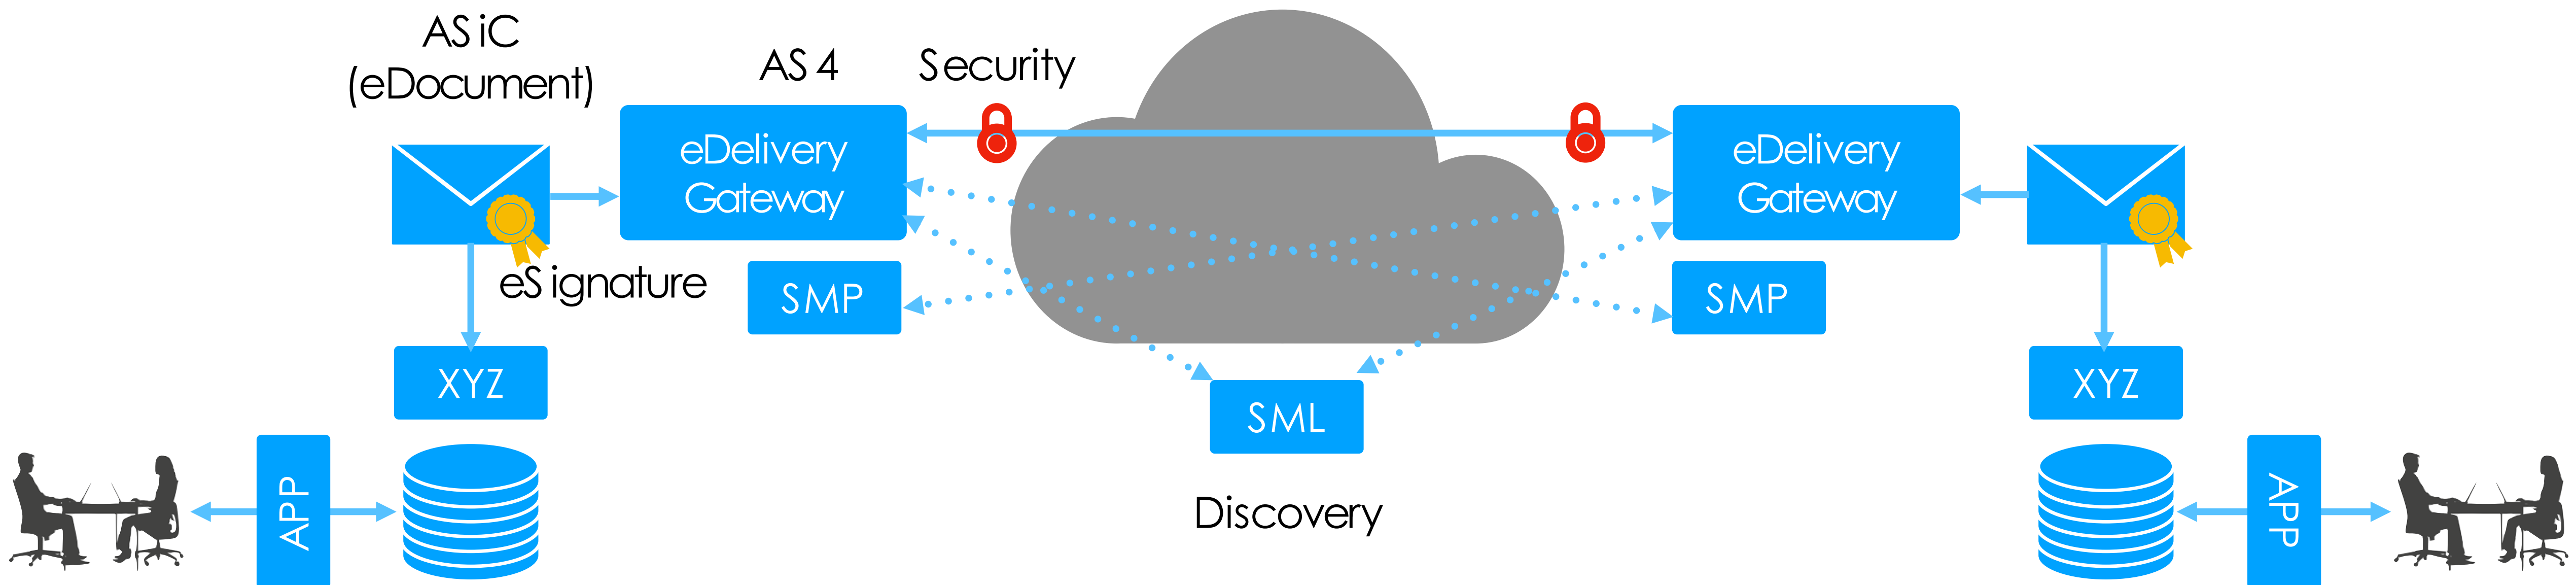 ASiC
(eDocument)
AS4
Security
eDelivery
Gateway
eDelivery
Gateway
eSignature
SMP
SMP
XYZ
XYZ
SML
APP
APP
Discovery